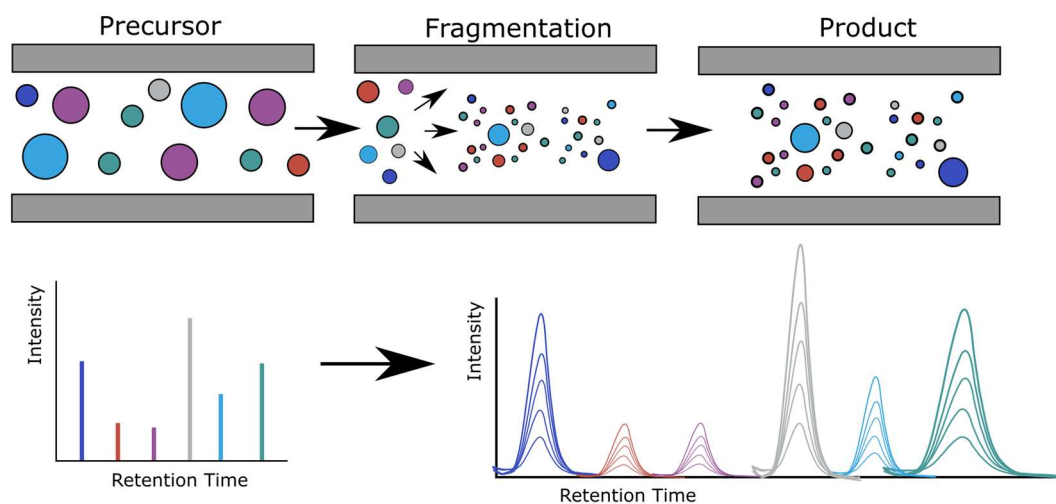 Precursor
Fragmentation
Product
Intensity
Retention Time
Intensity
Retention Time